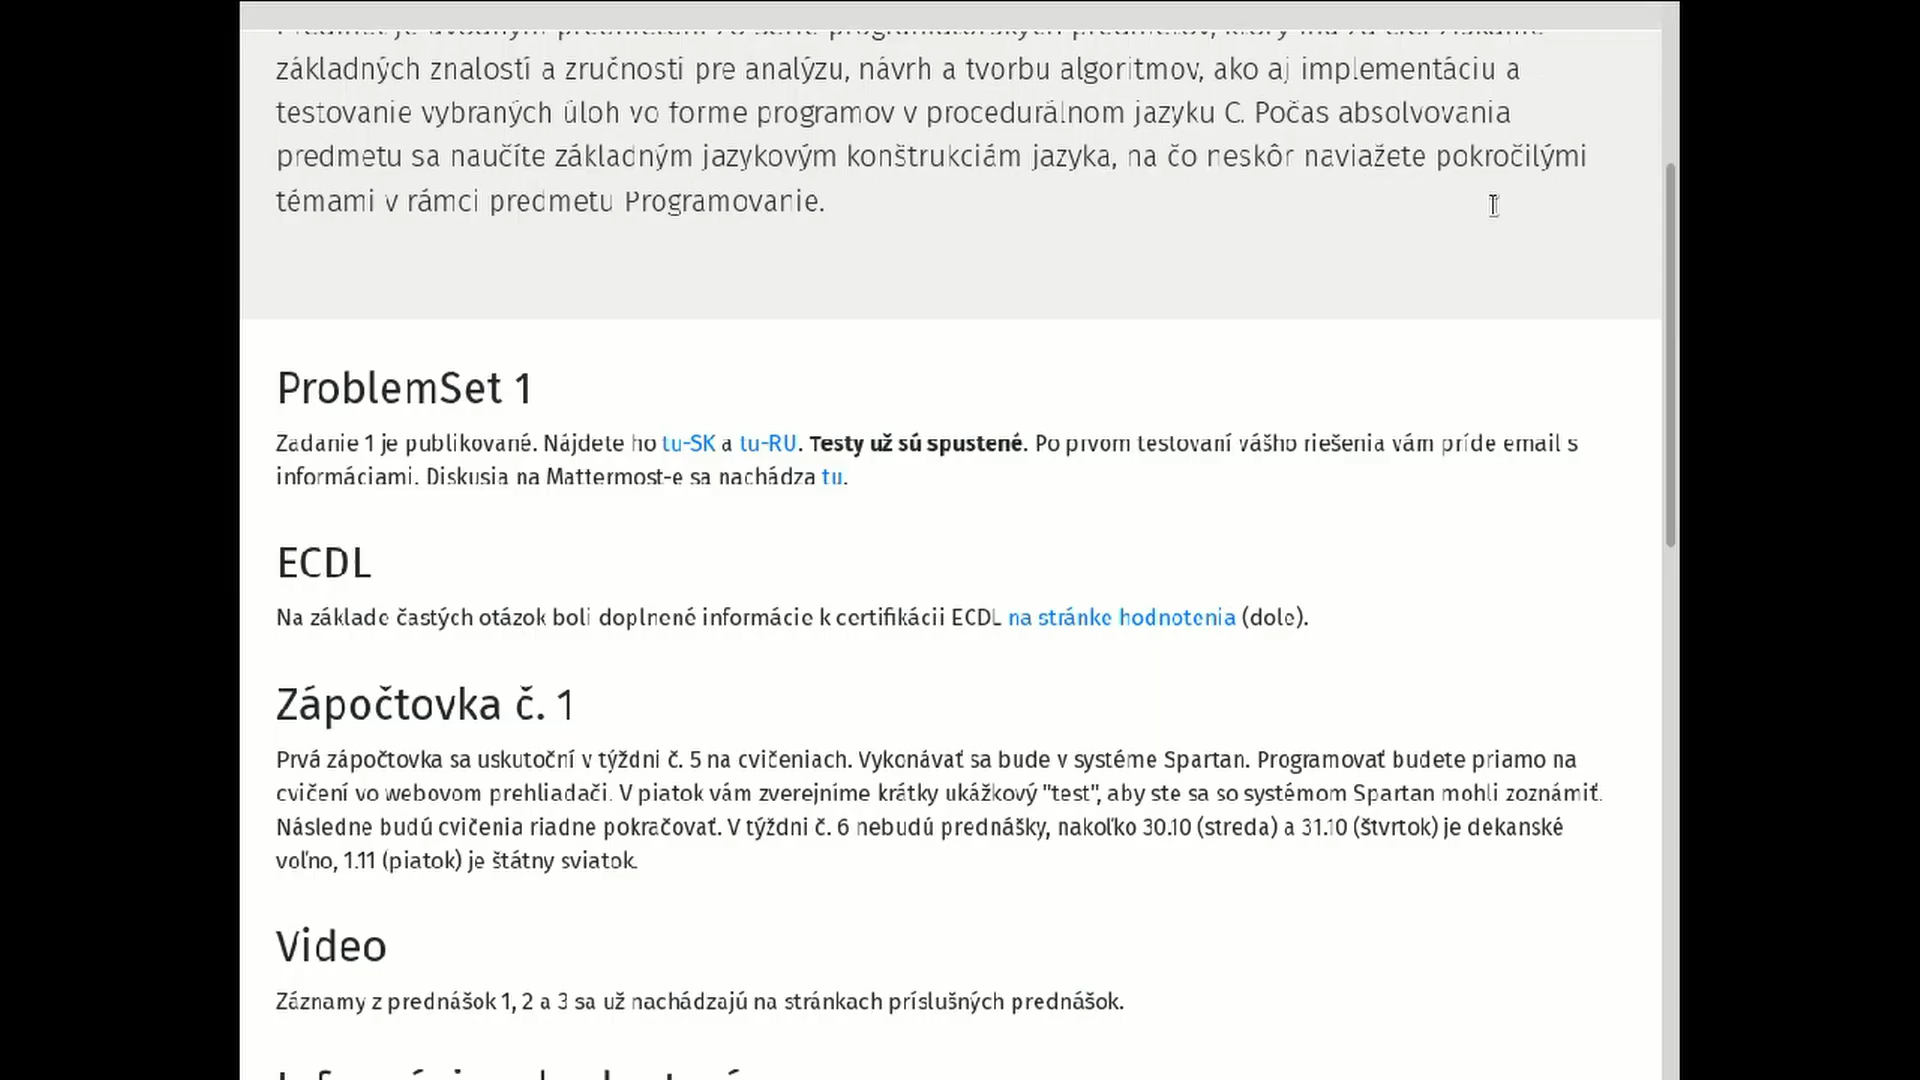 základných znalostí a zručností pre analýzu, návrh a tvorbu algoritmov, ako aj implementáciu a
testovanie vybraných úloh vo forme programov v procedurálnom jazyku C. Počas absolvovania
predmetu sa naučíte základným jazykovým konštrukciám jazyka, na čo neskôr naviažete pokročilými
témami v rámci predmetu Programovanie.
ProblemSet 1
Zadanie 1 je publikované. Nájdete ho tu-SK a tu-RU. Testy už sú spustené. Po prvom testovaní vášho riešenia vám príde email s
informáciami. Diskusia na Mattermost-e sa nachádza tu.
ECDL
Na základe častých otázok boli doplnené informácie k certifikácii ECDL na stránke hodnotenia (dole).
Zápočtovka č. 1
Prvá zápočtovka sa uskutoční v týždni č. 5 na cvičeniach. Vykonávať sa bude v systéme Spartan. Programovať budete priamo na
cvičení vo webovom prehliadači. V piatok vám zverejníme krátky ukážkový "test", aby ste sa so systémom Spartan mohli zoznámiť.
Následne budú cvičenia riadne pokračovať. V týždni č. 6 nebudú prednášky, nakoľko 30.10 (streda) a 31.10 (štvrtok) je dekanské
voľno, 1.11 (piatok) je štátny sviatok.
Video
Záznamy z prednášok 1, 2 a 3 sa už nachádzajú na stránkach príslušných prednášok.